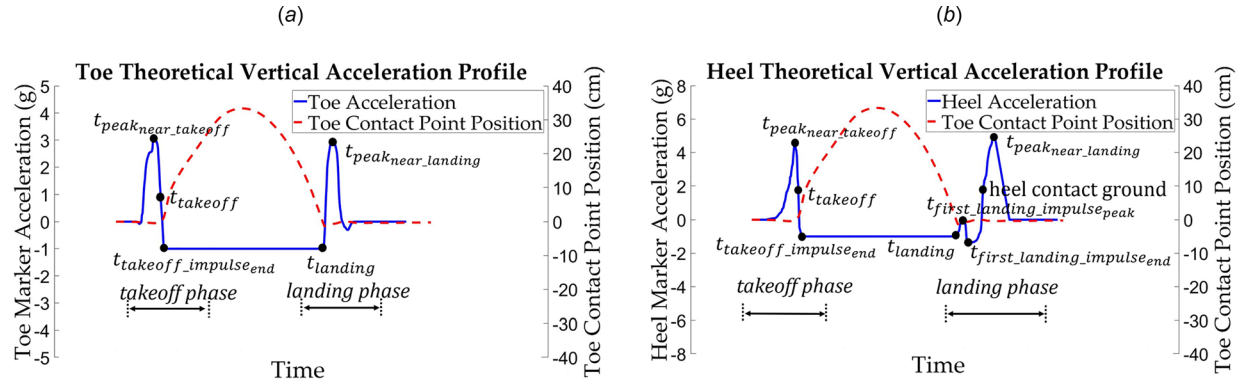 (a)
Toe Theoretical Vertical Acceleration Profile
Toe Marker Acceleration (g)
5
4
3
2
1
0
-1
-2
-3
-4
-5
Toe Acceleration
Toe Contact Point Position
t_peak_near_takeoff
t_peak_near_landing
t_takeoff
t_takeoff_impulse_end
t_landing
takeoff phase
landing phase
40
30
20
10
0
-10
-20
-30
-40
Toe Contact Point Position (cm)
Time
(b)
Heel Theoretical Vertical Acceleration Profile
Heel Marker Acceleration (g)
8
6
4
2
0
-2
-4
-6
-8
Heel Acceleration
Toe Contact Point Position
t_peak_near_takeoff
t_peak_near_landing
t_takeoff
heel contact ground
t_first_landing_impulse_peak
t_takeoff_impulse_end
t_landing
t_first_landing_impulse_end
takeoff phase
landing phase
40
30
20
10
0
-10
-20
-30
-40
Toe Contact Point Position (cm)
Time